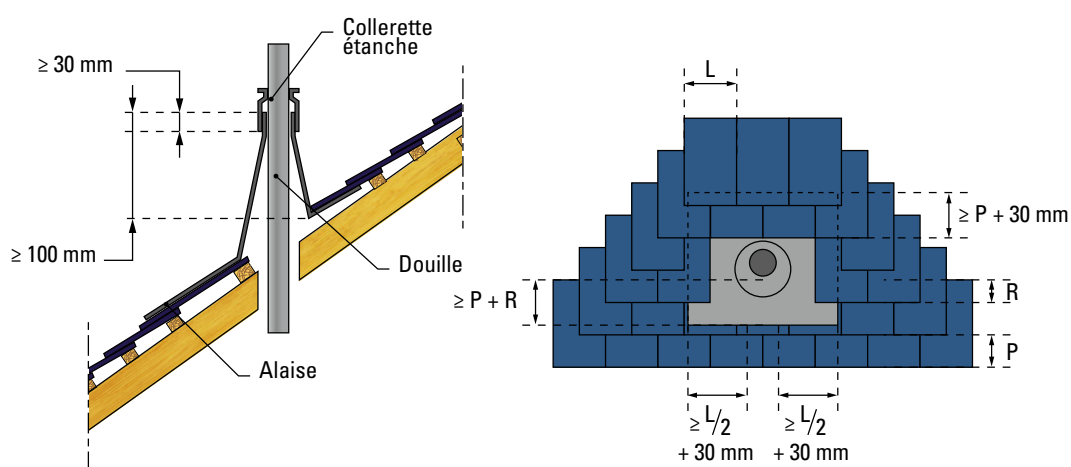 Collerette
étanche
≥ 30 mm
≥ 100 mm
Douille
Alaise
L
≥ P + 30 mm
≥ P + R
R
P
≥ L/2
+ 30 mm
≥ L/2
+ 30 mm